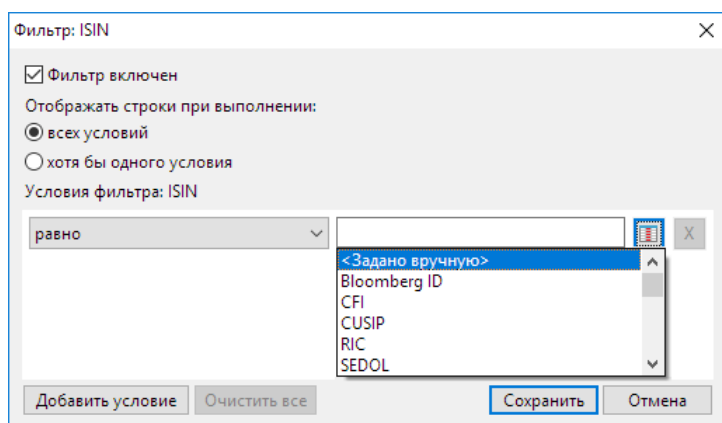 Фильтр: ISIN
Фильтр включен
Отображать строки при выполнении:
всех условий
хотя бы одного условия
Условия фильтра: ISIN
равно X
<Задано вручную>
Bloomberg ID
CFI
CUSIP
RIC
SEDOL
Добавить условие Очистить все Сохранить Отмена